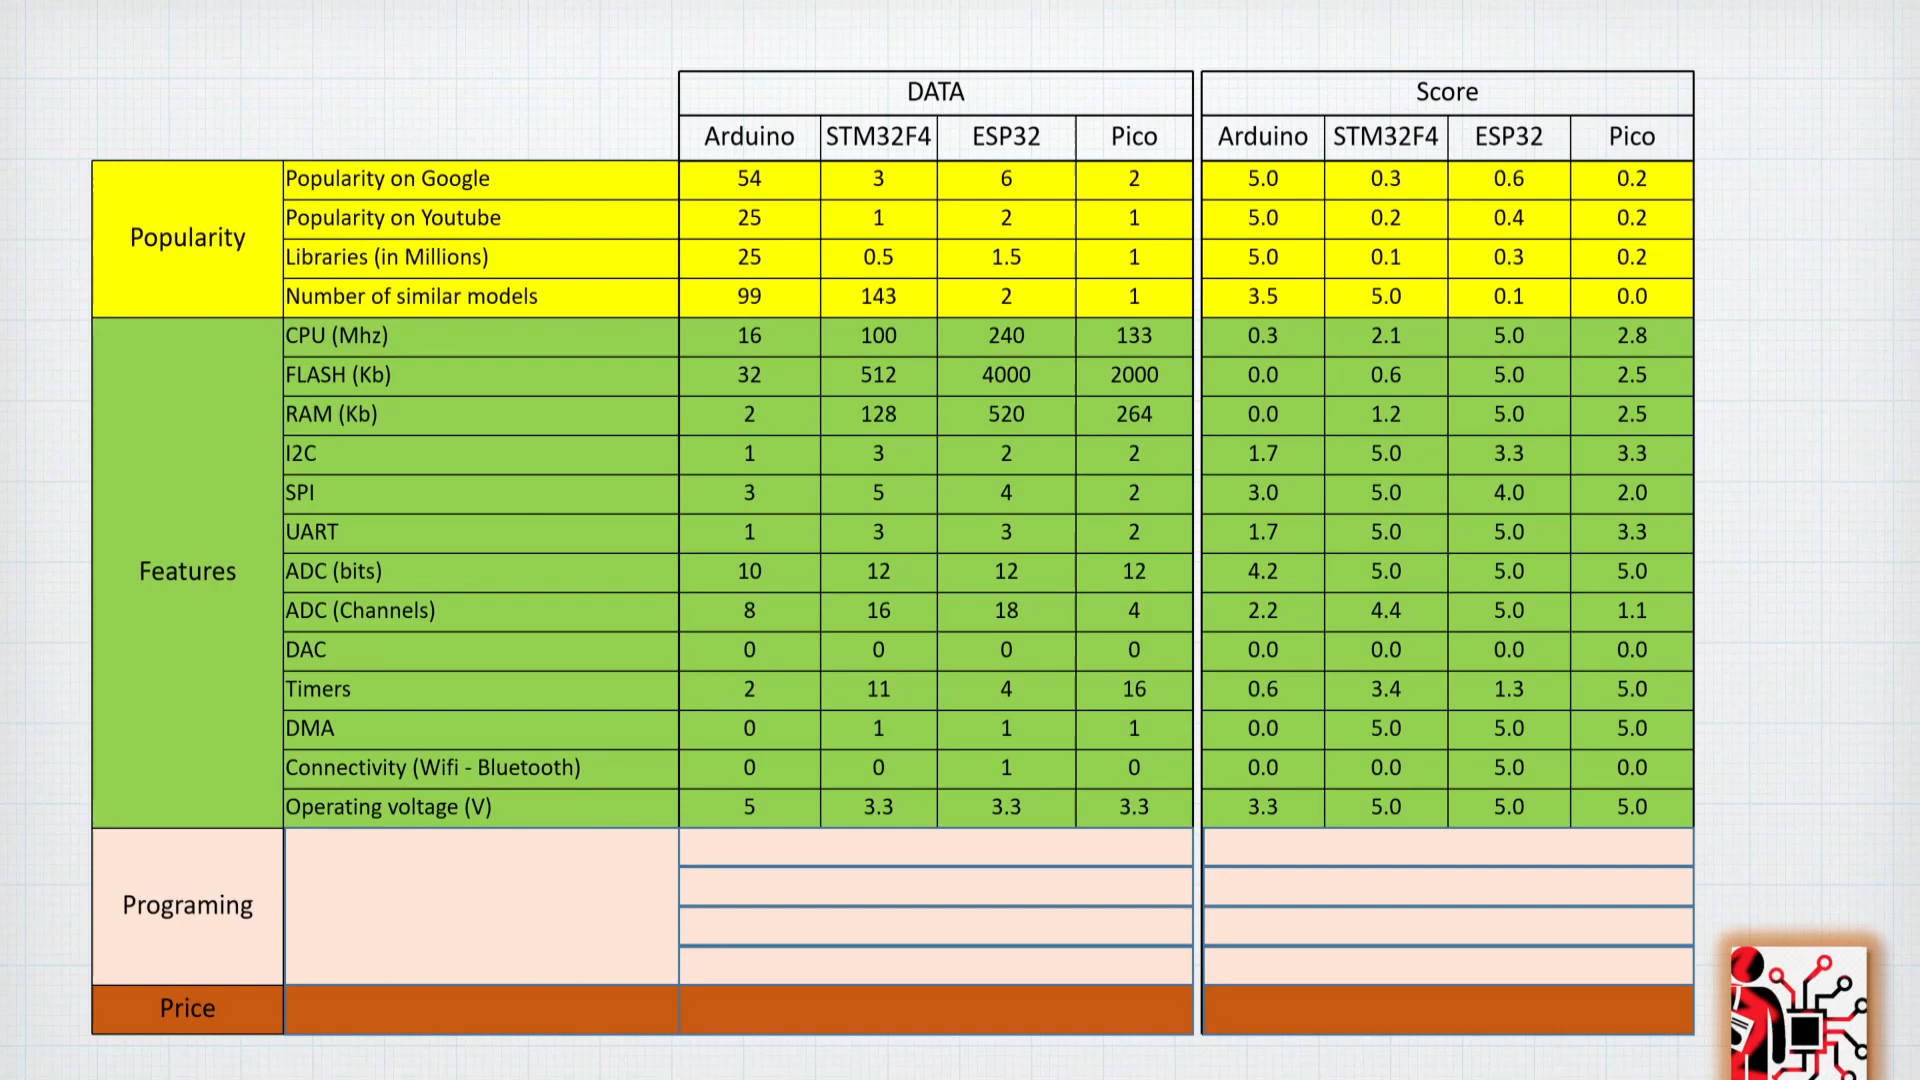 DATA Score
Arduino STM32F4 ESP32 Pico Arduino STM32F4 ESP32 Pico
Popularity
Popularity on Google 54 3 6 2 5.0 0.3 0.6 0.2
Popularity on Youtube 25 1 2 1 5.0 0.2 0.4 0.2
Libraries (in Millions) 25 0.5 1.5 1 5.0 0.1 0.3 0.2
Number of similar models 99 143 2 1 3.5 5.0 0.1 0.0
Features
CPU (Mhz) 16 100 240 133 0.3 2.1 5.0 2.8
FLASH (Kb) 32 512 4000 2000 0.0 0.6 5.0 2.5
RAM (Kb) 2 128 520 264 0.0 1.2 5.0 2.5
I2C 1 3 2 2 1.7 5.0 3.3 3.3
SPI 3 5 4 2 3.0 5.0 4.0 2.0
UART 1 3 3 2 1.7 5.0 5.0 3.3
ADC (bits) 10 12 12 12 4.2 5.0 5.0 5.0
ADC (Channels) 8 16 18 4 2.2 4.4 5.0 1.1
DAC 0 0 0 0 0.0 0.0 0.0 0.0
Timers 2 11 4 16 0.6 3.4 1.3 5.0
DMA 0 1 1 1 0.0 5.0 5.0 5.0
Connectivity (Wifi - Bluetooth) 0 0 1 0 0.0 0.0 5.0 0.0
Operating voltage (V) 5 3.3 3.3 3.3 3.3 5.0 5.0 5.0
Programing
Price